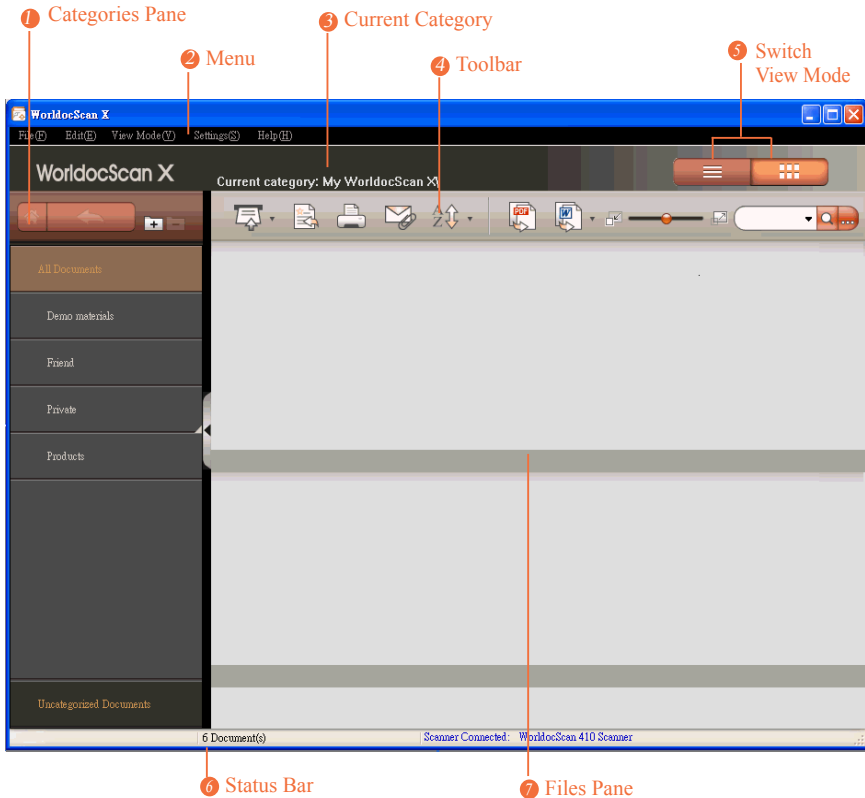 1 Categories Pane
3 Current Category
2 Menu
4 Toolbar
5 Switch
View Mode
WorldocScan X
File(F) Edit(E) View Mode(V) Settings(S) Help(H)
WorldocScan X
Current category: My WorldocScan X\
A
Z
PDF
W
...
All Documents
Demo materials
Friend
Private
Products
Uncategorized Documents
6 Document(s) Scanner Connected: WorldocScan 410 Scanner
6 Status Bar
7 Files Pane